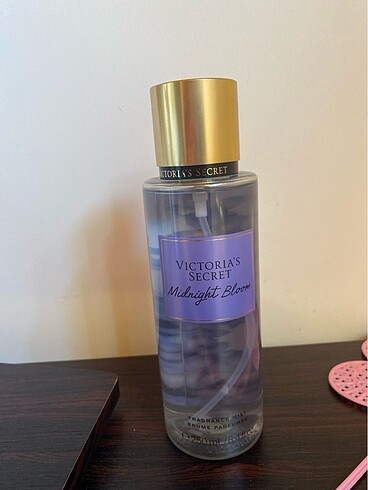 VICTORIA'S SECRET
VICTORIA'S
SECRET
Midnight Bloom
FRAGRANCE MIST
BRUME PARFUMÉE